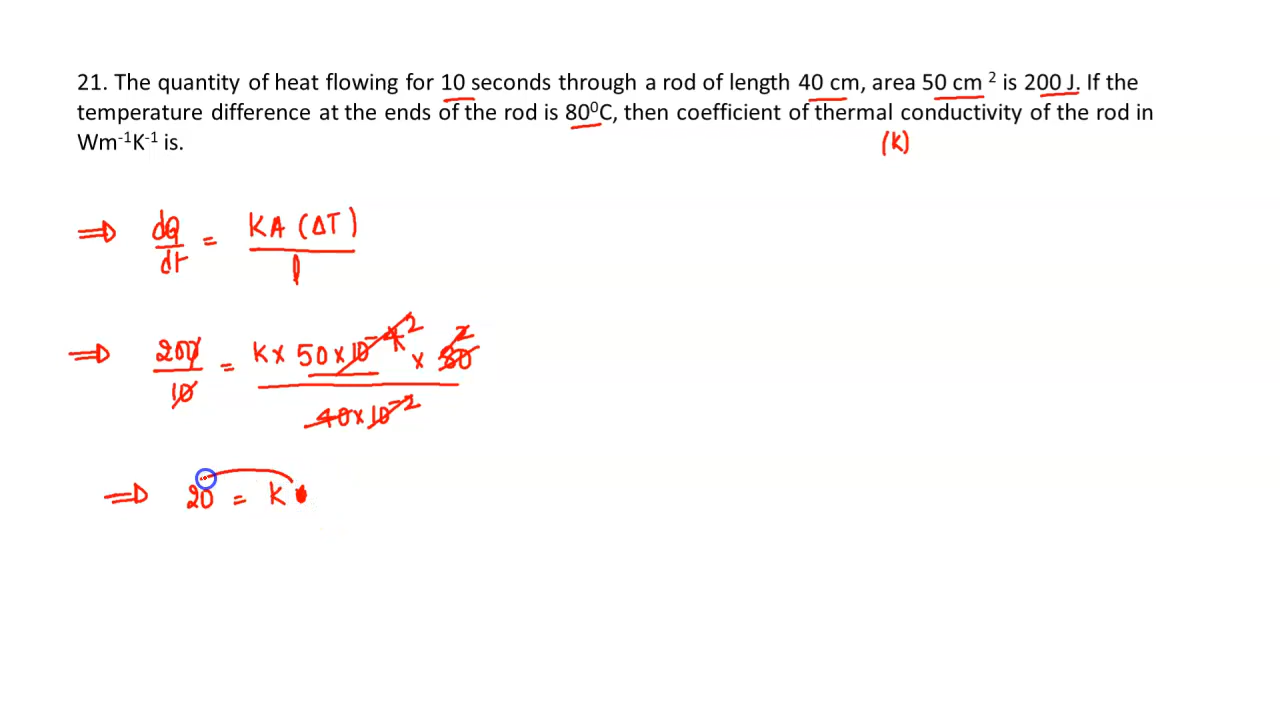 21. The quantity of heat flowing for 10 seconds through a rod of length 40 cm, area 50 cm ² is 200 J. If the
temperature difference at the ends of the rod is 80⁰C, then coefficient of thermal conductivity of the rod in
Wm⁻¹K⁻¹ is.
(K)
⇒ dQ/dt = KA (ΔT)/l
⇒ 200/10 = K × 50 × 10⁻⁴ ² × 80 2/40 × 10⁻²
⇒ 20 = K